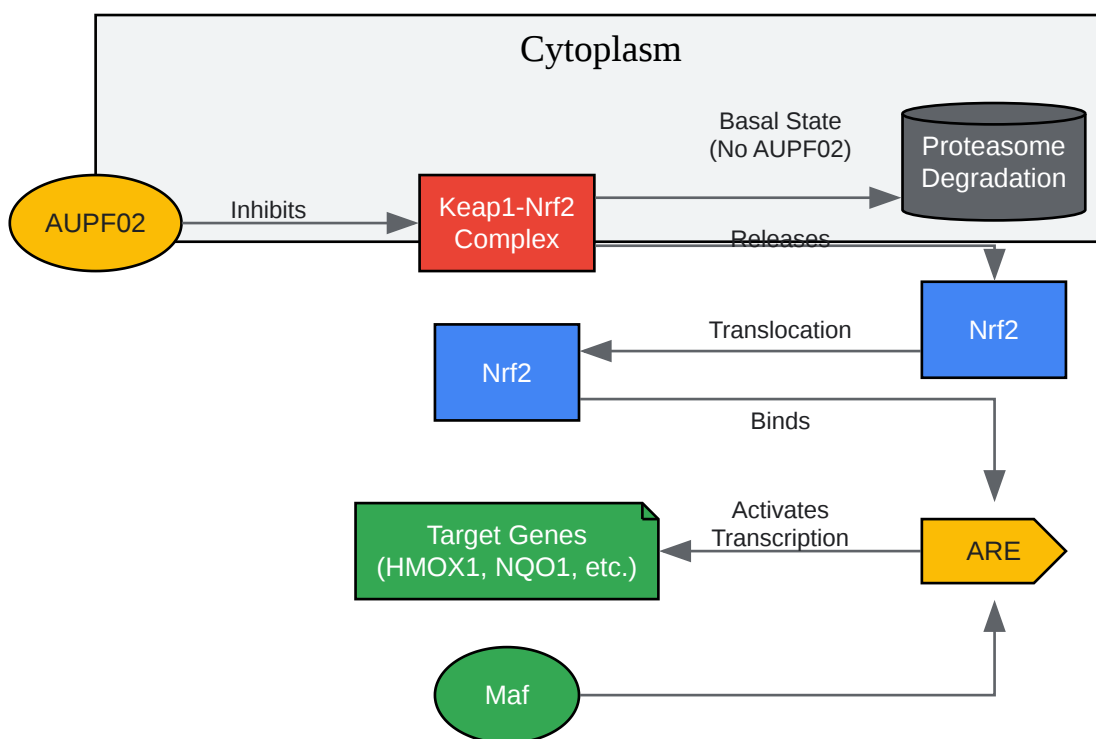 Cytoplasm
Basal State
(No AUPF02)
Proteasome
Degradation
AUPF02
Inhibits
Keap1-Nrf2
Complex
Releases
Nrf2
Translocation
Nrf2
Binds
Activates
Transcription
Target Genes
(HMOX1, NQO1, etc.)
ARE
Maf